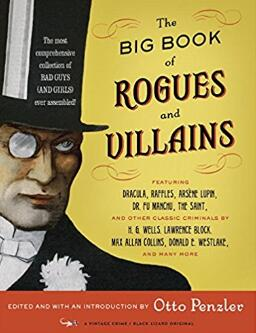 The
BIG BOOK
of
ROGUES
and
VILLAINS
The most
comprehensive
collection of
BAD GUYS
(AND GIRLS)
ever assembled!
FEATURING
DRACULA, RAFFLES, ARSÈNE LUPIN,
DR. FU MANCHU, THE SAINT,
AND OTHER CLASSIC CRIMINALS BY
H. G. WELLS, LAWRENCE BLOCK,
MAX ALLAN COLLINS, DONALD E. WESTLAKE,
AND MANY MORE
EDITED AND WITH AN INTRODUCTION BY Otto Penzler
A VINTAGE CRIME / BLACK LIZARD ORIGINAL